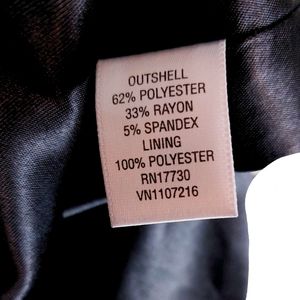 OUTSHELL
62% POLYESTER
33% RAYON
5% SPANDEX
LINING
100% POLYESTER
RN17730
VN1107216